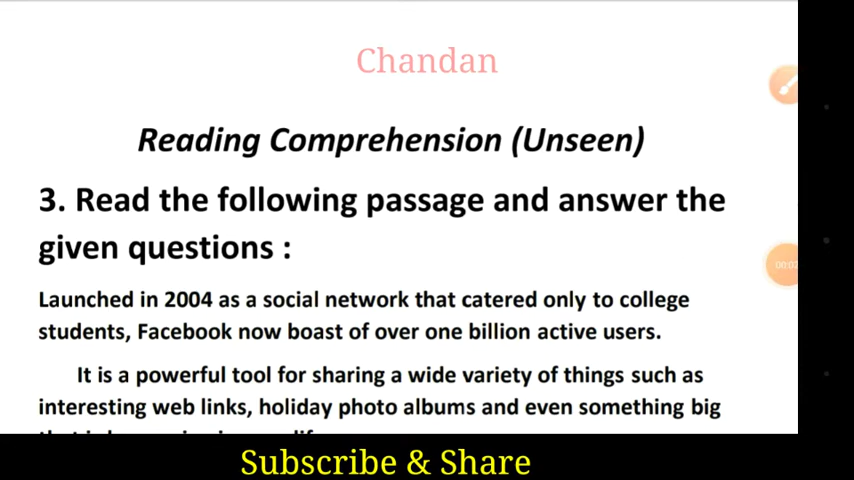 Chandan
Reading Comprehension (Unseen)
3. Read the following passage and answer the
given questions :
Launched in 2004 as a social network that catered only to college
students, Facebook now boast of over one billion active users.
It is a powerful tool for sharing a wide variety of things such as
interesting web links, holiday photo albums and even something big
Subscribe & Share